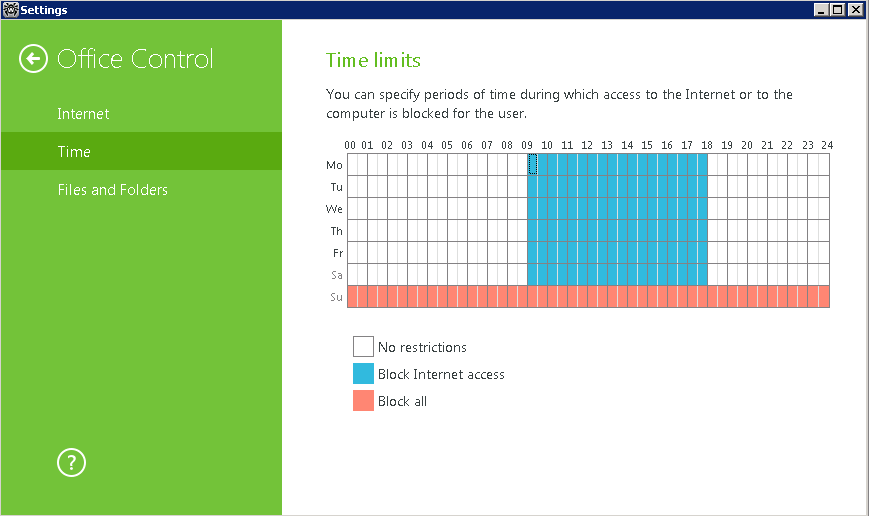 Settings
Office Control
Internet
Time
Files and Folders
?
Time limits
You can specify periods of time during which access to the Internet or to the
computer is blocked for the user.
00 01 02 03 04 05 06 07 08 09 10 11 12 13 14 15 16 17 18 19 20 21 22 23 24
Mo
Tu
We
Th
Fr
Sa
Su
No restrictions
Block Internet access
Block all